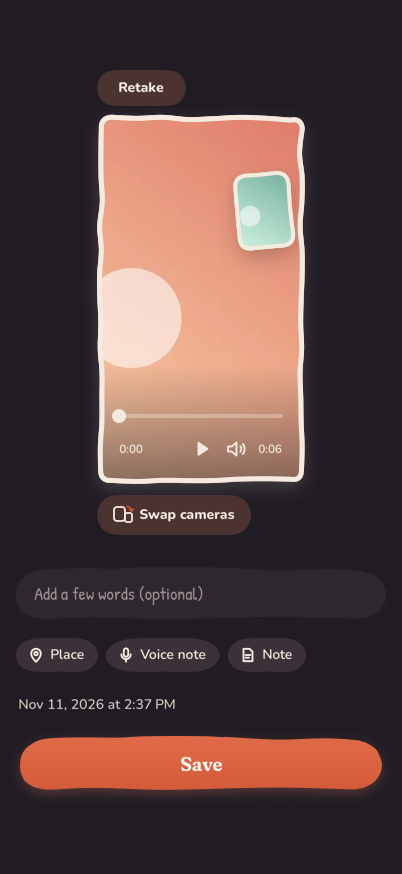 Retake
0:00 0:06
Swap cameras
Add a few words (optional)
Place Voice note Note
Nov 11, 2026 at 2:37 PM
Save